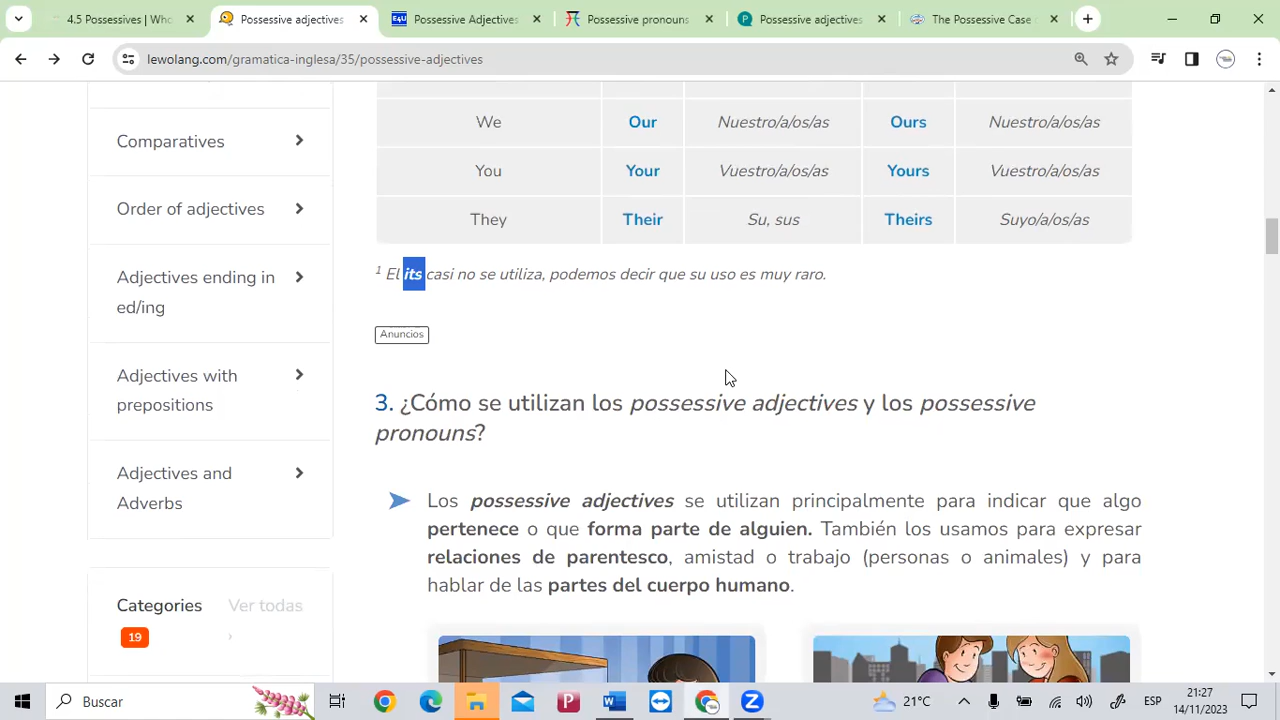 4.5 Possessives | Who
Possessive adjectives
E4U
Possessive Adjectives
Possessive pronouns
Possessive adjectives
The Possessive Case
lewolang.com/gramatica-inglesa/35/possessive-adjectives
Comparatives
Order of adjectives
Adjectives ending in
ed/ing
Adjectives with
prepositions
Adjectives and
Adverbs
Categories Ver todas
19
We Our Nuestro/a/os/as Ours Nuestro/a/os/as
You Your Vuestro/a/os/as Yours Vuestro/a/os/as
They Their Su, sus Theirs Suyo/a/os/as
1 El its casi no se utiliza, podemos decir que su uso es muy raro.
Anuncios
3. ¿Cómo se utilizan los possessive adjectives y los possessive
pronouns?
Los possessive adjectives se utilizan principalmente para indicar que algo
pertenece o que forma parte de alguien. También los usamos para expresar
relaciones de parentesco, amistad o trabajo (personas o animales) y para
hablar de las partes del cuerpo humano.
Buscar
21°C
ESP
21:27
14/11/2023